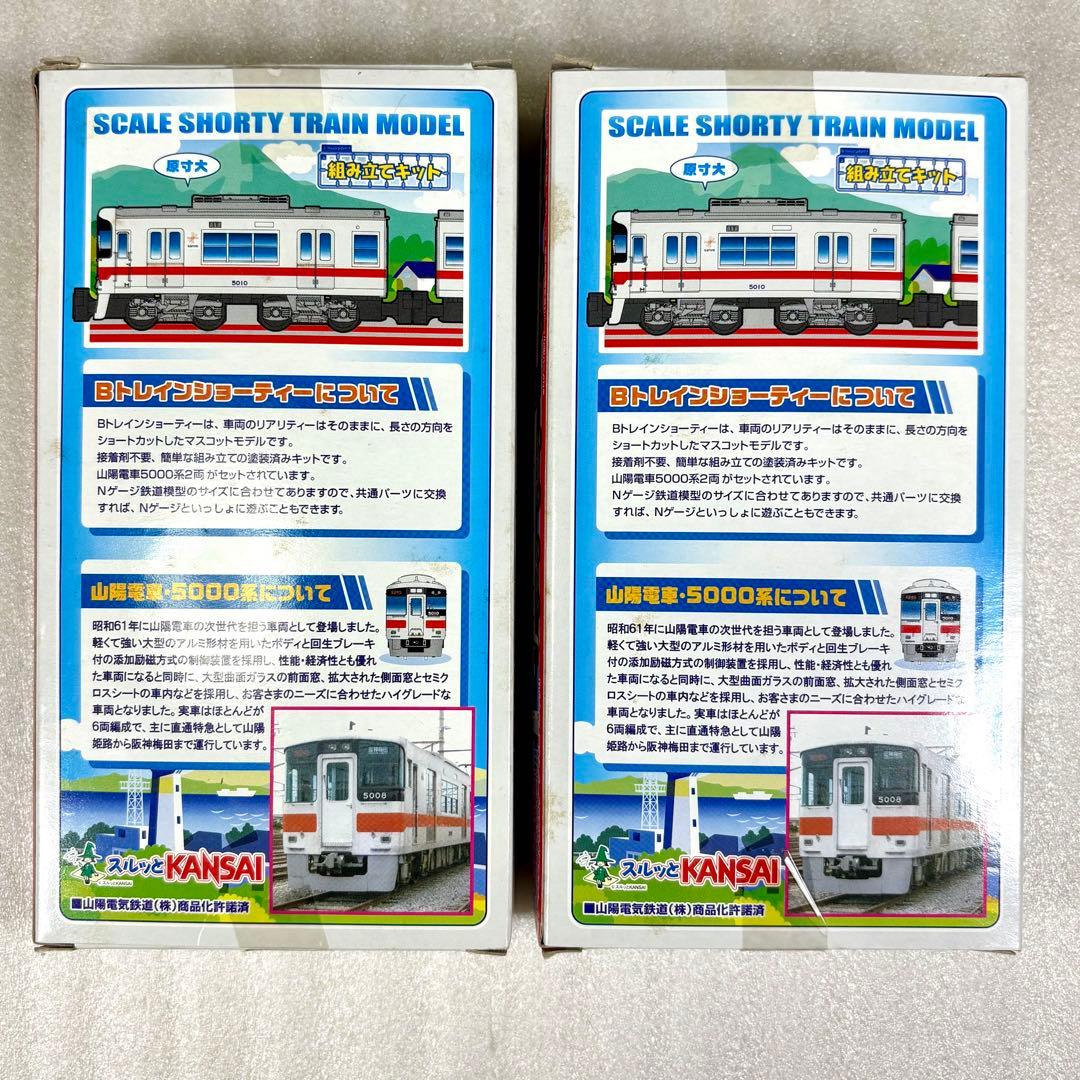 SCALE SHORTY TRAIN MODEL
原寸大
組み立てキット
5010
Bトレインショーティーについて
Bトレインショーティーは、車両のリアリティーはそのままに、長さの方向を
ショートカットしたマスコットモデルです。
接着剤不要、簡単な組み立ての塗装済みキットです。
山陽電車5000系2両がセットされています。
Nゲージ鉄道模型のサイズに合わせてありますので、共通パーツに交換
すれば、Nゲージといっしょに遊ぶこともできます。
山陽電車・5000系について
昭和61年に山陽電車の次世代を担う車両として登場しました。
軽くて強い大型のアルミ形材を用いたボディと回生ブレーキ
付の添加励磁方式の制御装置を採用し、性能・経済性とも優れ
た車両になると同時に、大型曲面ガラスの前面窓、拡大された側面窓とセミク
ロスシートの車内などを採用し、お客さまのニーズに合わせたハイグレードな
車両となりました。実車はほとんどが
6両編成で、主に直通特急として山陽
姫路から阪神梅田まで運行しています。
5008
スルッとKANSAI
©スルッとKANSAI
■山陽電気鉄道(株)商品化許諾済
SCALE SHORTY TRAIN MODEL
原寸大
組み立てキット
5010
Bトレインショーティーについて
Bトレインショーティーは、車両のリアリティーはそのままに、長さの方向を
ショートカットしたマスコットモデルです。
接着剤不要、簡単な組み立ての塗装済みキットです。
山陽電車5000系2両がセットされています。
Nゲージ鉄道模型のサイズに合わせてありますので、共通パーツに交換
すれば、Nゲージといっしょに遊ぶこともできます。
山陽電車・5000系について
昭和61年に山陽電車の次世代を担う車両として登場しました。
軽くて強い大型のアルミ形材を用いたボディと回生ブレーキ
付の添加励磁方式の制御装置を採用し、性能・経済性とも優れ
た車両になると同時に、大型曲面ガラスの前面窓、拡大された側面窓とセミク
ロスシートの車内などを採用し、お客さまのニーズに合わせたハイグレードな
車両となりました。実車はほとんどが
6両編成で、主に直通特急として山陽
姫路から阪神梅田まで運行しています。
5008
スルッとKANSAI
©スルッとKANSAI
■山陽電気鉄道(株)商品化許諾済